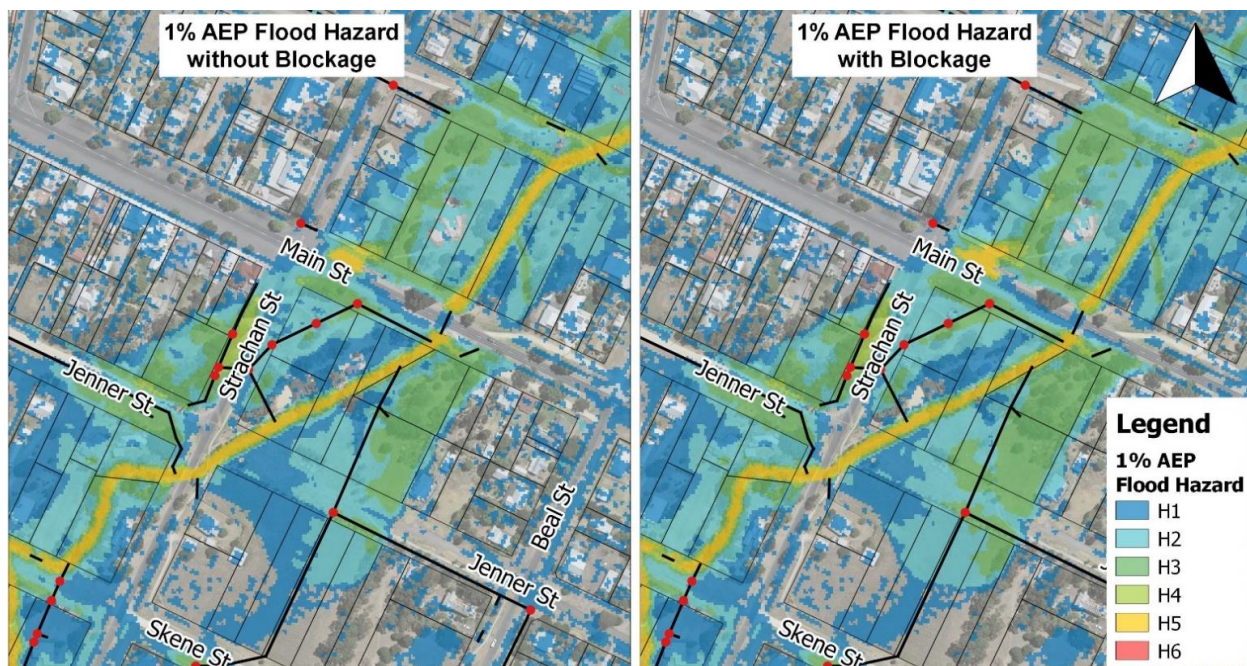 1% AEP Flood Hazard
without Blockage
Main St
Strachan St
Jenner St
Beal St
Jenner St
Skene St
1% AEP Flood Hazard
with Blockage
Main St
Strachan St
Jenner St
J
Skene St
Legend
1% AEP
Flood Hazard
H1
H2
H3
H4
H5
H6